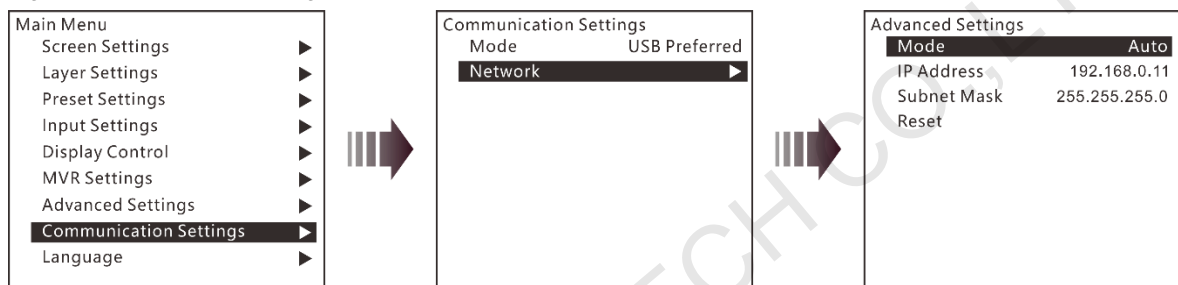 Main Menu
Screen Settings
Layer Settings
Preset Settings
Input Settings
Display Control
MVR Settings
Advanced Settings
Communication Settings
Language
Communication Settings
Mode USB Preferred
Network
Advanced Settings
Mode Auto
IP Address 192.168.0.11
Subnet Mask 255.255.255.0
Reset